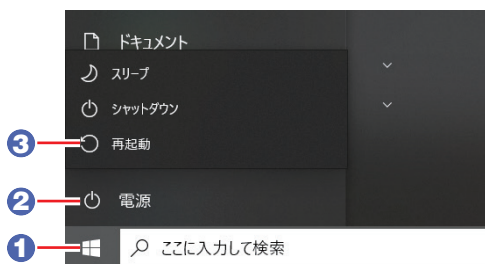 ドキュメント
スリープ
シャットダウン
3 再起動
2 電源
1 ここに入力して検索